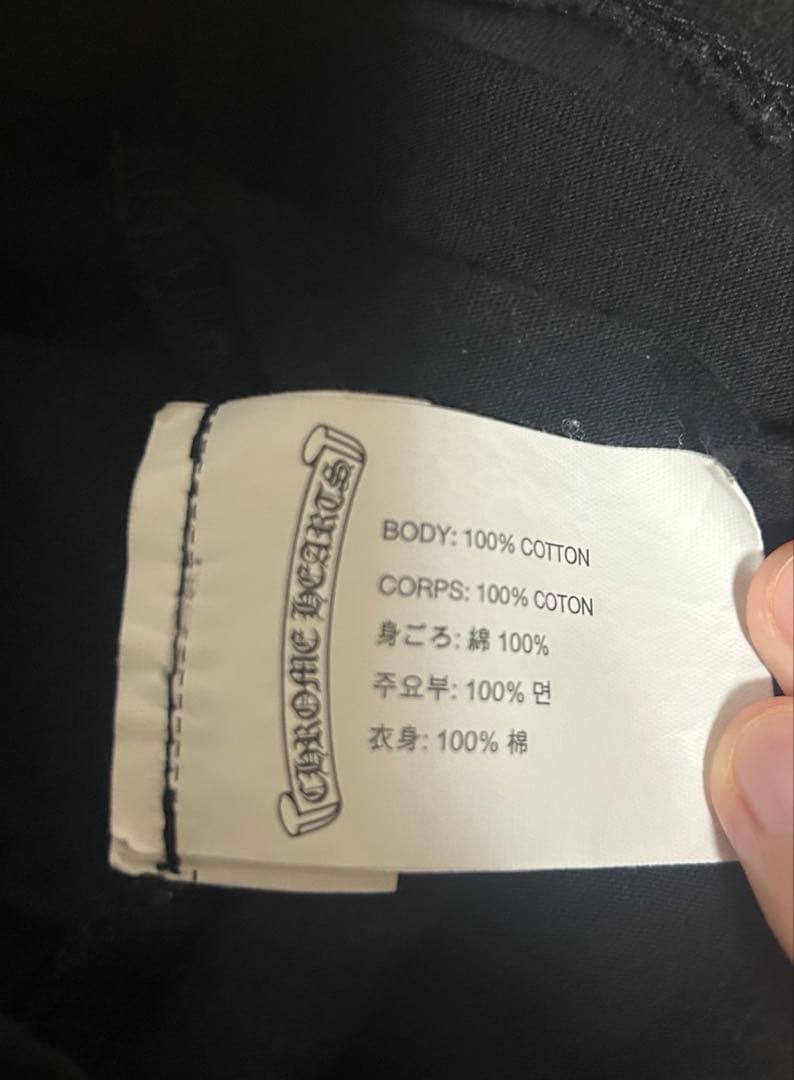 CHROME HEARTS
BODY: 100% COTTON
CORPS: 100% COTON
身ごろ: 綿 100%
주요부: 100% 면
衣身: 100% 棉